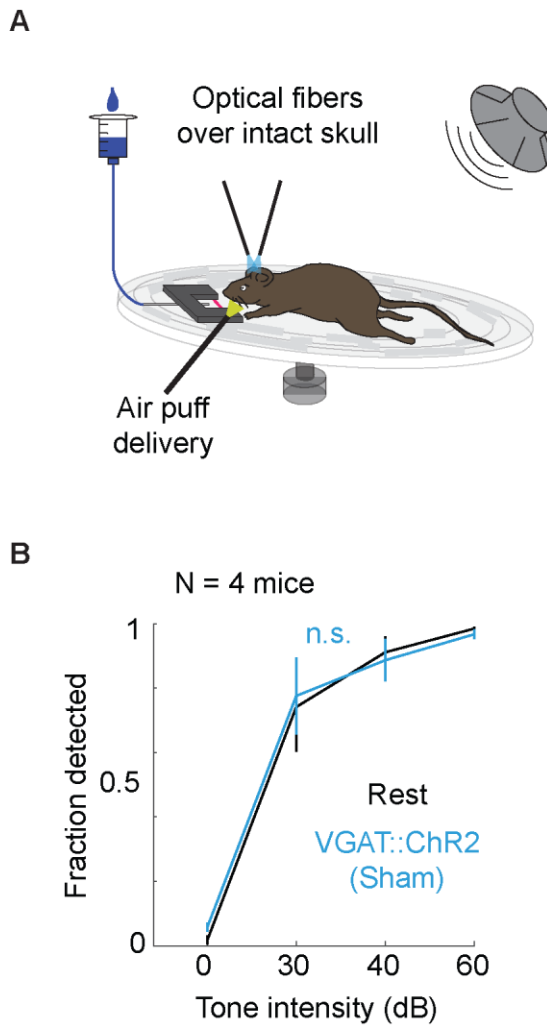 A
Optical fibers
over intact skull
Air puff
delivery
B
N = 4 mice
1
n.s.
Fraction detected
0.5
Rest
VGAT::ChR2
(Sham)
0
0 30 40 60
Tone intensity (dB)